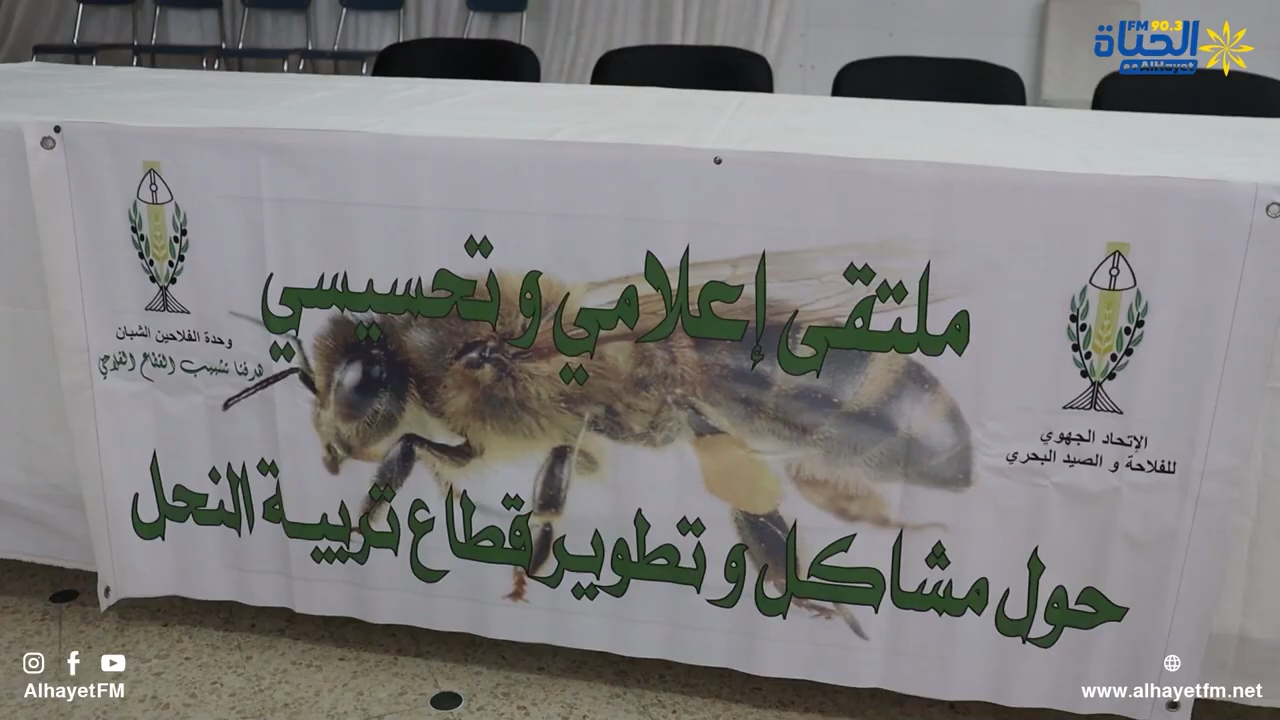 الحياة
FM 90.3
مع AlHayet
ملتقى إعلامي و تحسيسي
حول مشاكل و تطوير قطاع تربية النحل
الإتحاد الجهوي
للفلاحة و الصيد البحري
وحدة الفلاحين الشبان
هدفنا تشبيب القطاع الفلاحي
AlhayetFM
www.alhayetfm.net